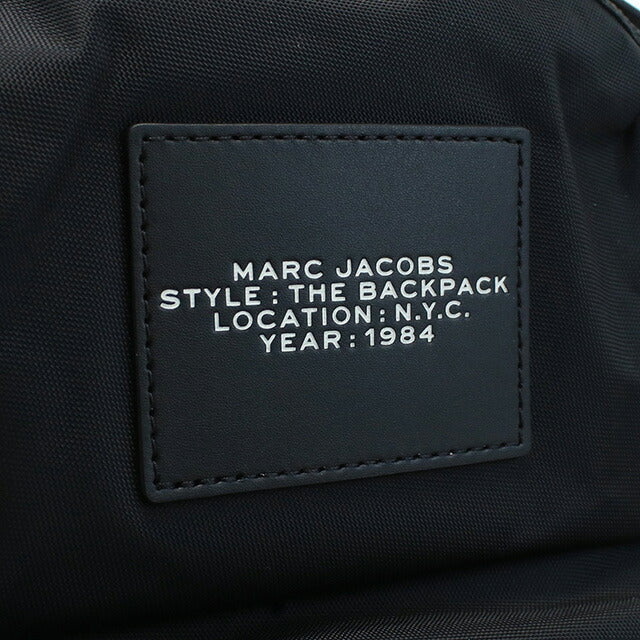 MARC JACOBS
STYLE : THE BACKPACK
LOCATION : N.Y.C.
YEAR : 1984